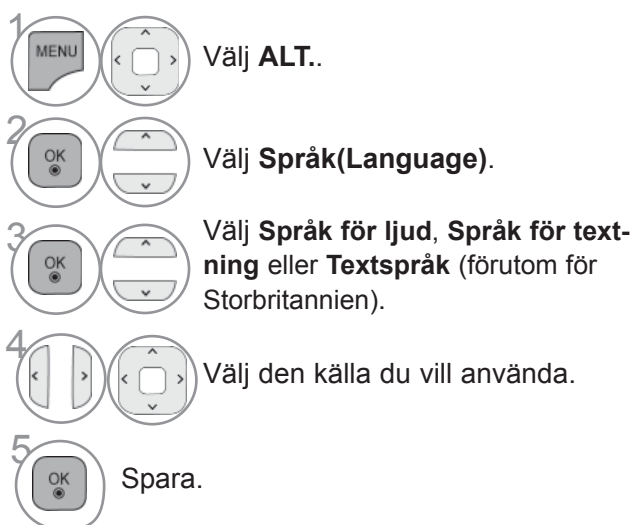 1
MENU
Välj ALT..
2
OK
Välj Språk(Language).
3
OK
Välj Språk för ljud, Språk för text-
ning eller Textspråk (förutom för
Storbritannien).
4
Välj den källa du vill använda.
5
OK
Spara.